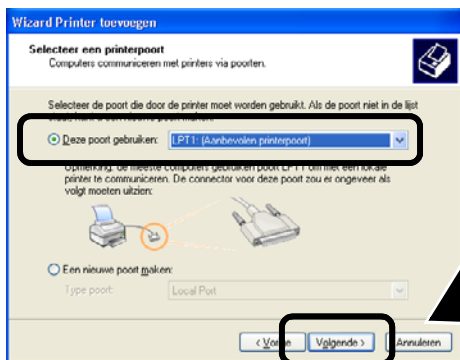 Wizard Printer toevoegen
Selecteer een printerpoort
Computers communiceren met printers via poorten.
Selecteer de poort die door de printer moet worden gebruikt. Als de poort niet in de lijst
Deze poort gebruiken: LPT1: (Aanbevolen printerpoort)
Opmerking: de meeste computers gebruiken poort LPT1 om met een lokale
printer te communiceren. De connector voor deze poort zou er ongeveer als
volgt moeten uitzien:
Een nieuwe poort maken:
Type poort: Local Port
Volgende >
Annuleren